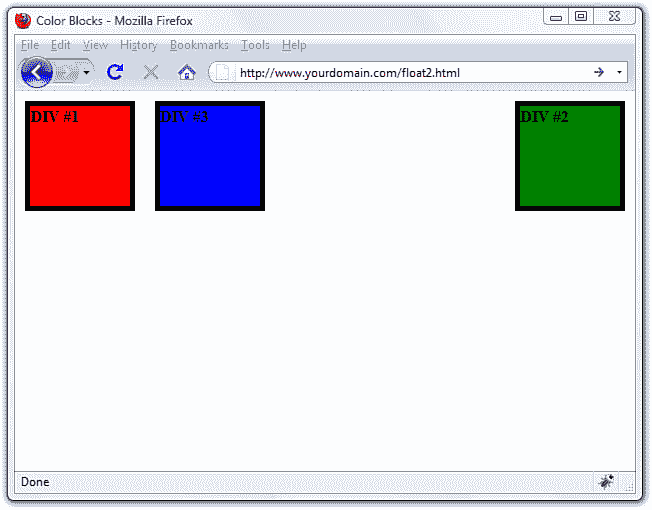 Color Blocks - Mozilla Firefox
File Edit View History Bookmarks Tools Help
http://www.yourdomain.com/float2.html
DIV #1 DIV #3 DIV #2
Done